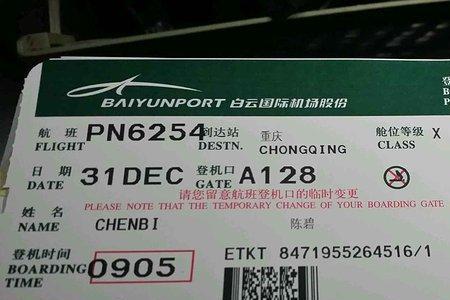 BAIYUNPORT 白云国际机场股份
航 班 PN6254 到达站 重庆 舱位等级 X
FLIGHT DESTN. CHONGQING CLASS
日 期 31DEC 登机口 A128
DATE GATE
请您留意航班登机口的临时变更
PLEASE NOTE THAT THE TEMPORARY CHANGE OF YOUR BOARDING GATE
姓 名
NAME CHENBI 陈碧
登机时间 0905 ETKT 8471955264516/1
BOARDING
TIME